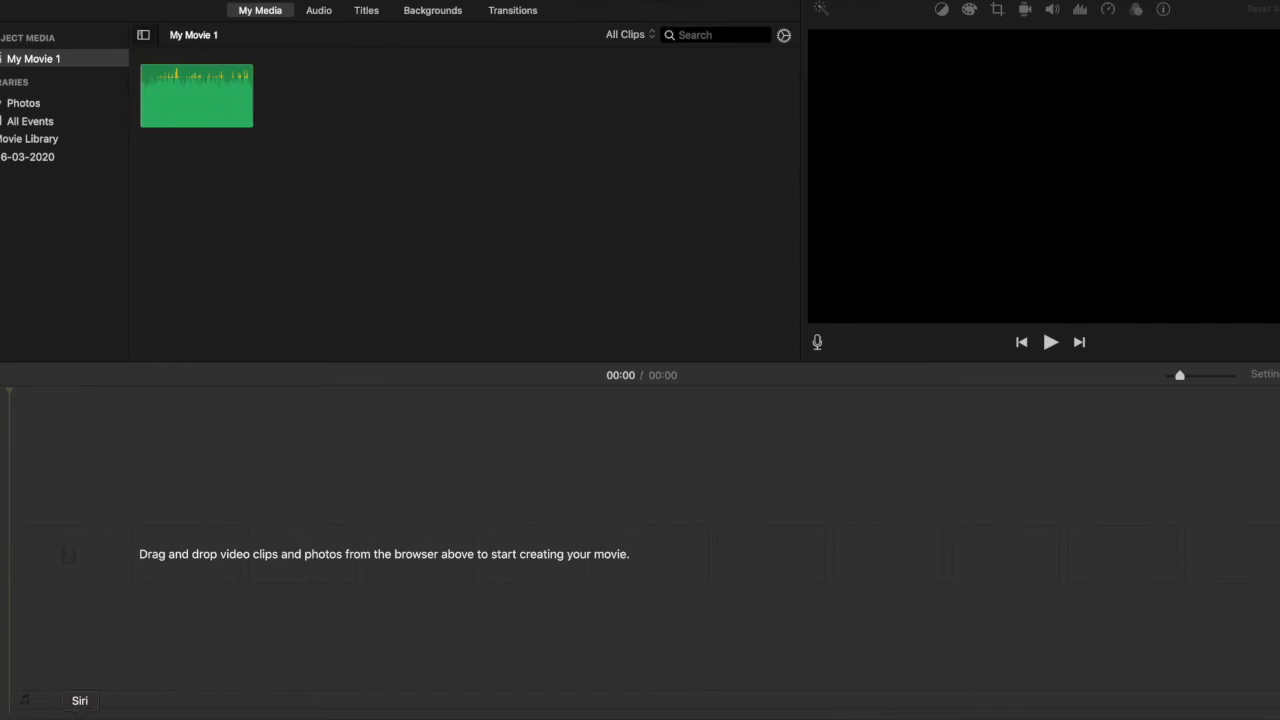 My Media Audio Titles Backgrounds Transitions
Reset A
JECT MEDIA
My Movie 1 All Clips Search
My Movie 1
RARIES
Photos
All Events
Movie Library
6-03-2020
00:00 / 00:00
Settin
Drag and drop video clips and photos from the browser above to start creating your movie.
Siri